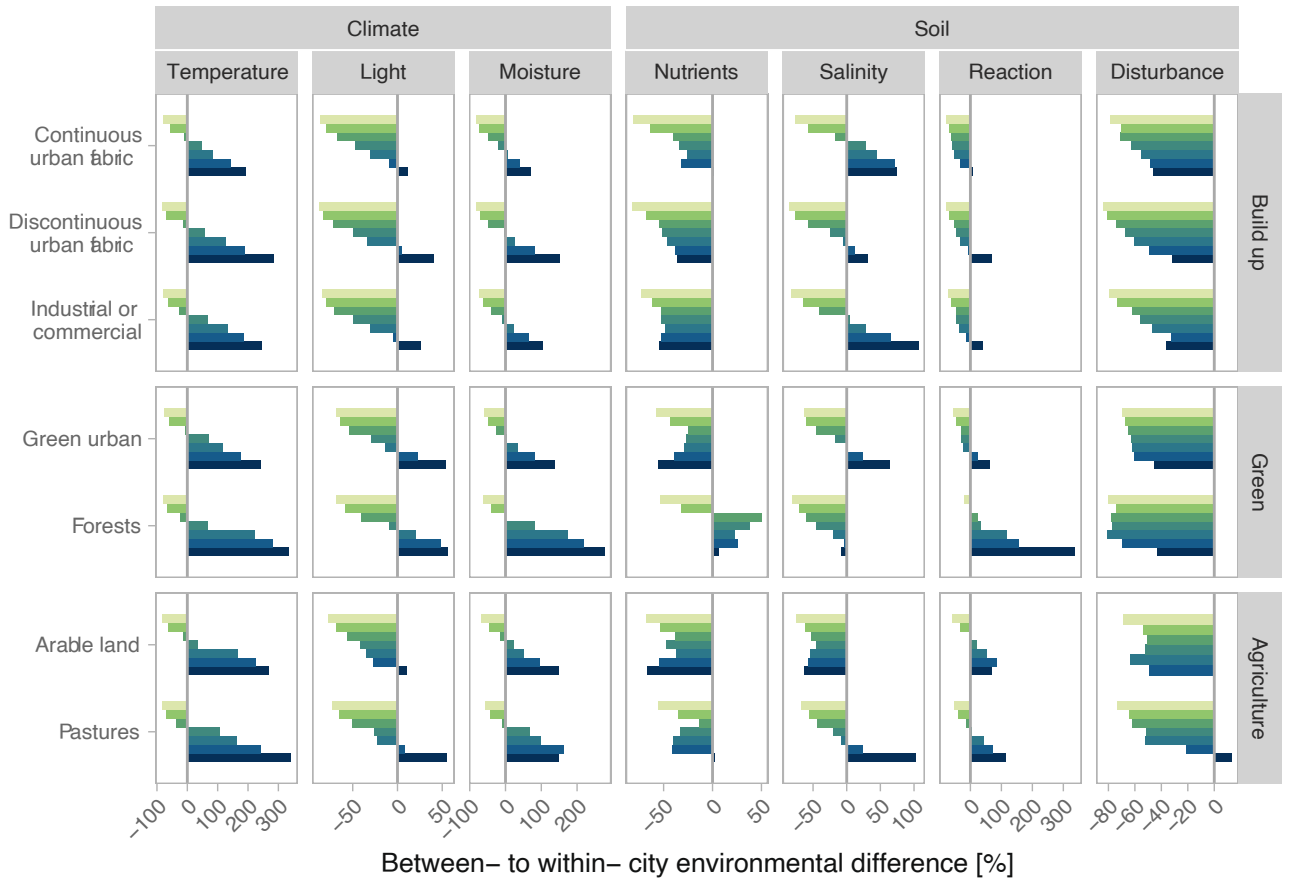 Climate
Soil
Temperature
Light
Moisture
Nutrients
Salinity
Reaction
Disturbance
Continuous
urban fabric
Discontinuous
urban fabric
Industrial or
commercial
Build up
Green urban
Forests
Green
Arable land
Pastures
Agriculture
−100 0 100 200 300
−50 0 50
−100 0 100 200
−50 0 50
−50 0 50 100
0 100 300
−80 −60 −40 −20 0
Between− to within− city environmental difference [%]